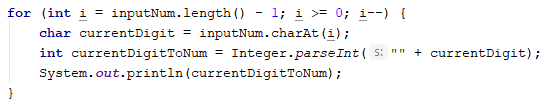 for (int i = inputNum.length() - 1; i >= 0; i--) {
    char currentDigit = inputNum.charAt(i);
    int currentDigitToNum = Integer.parseInt( s: "" + currentDigit);
    System.out.println(currentDigitToNum);
}